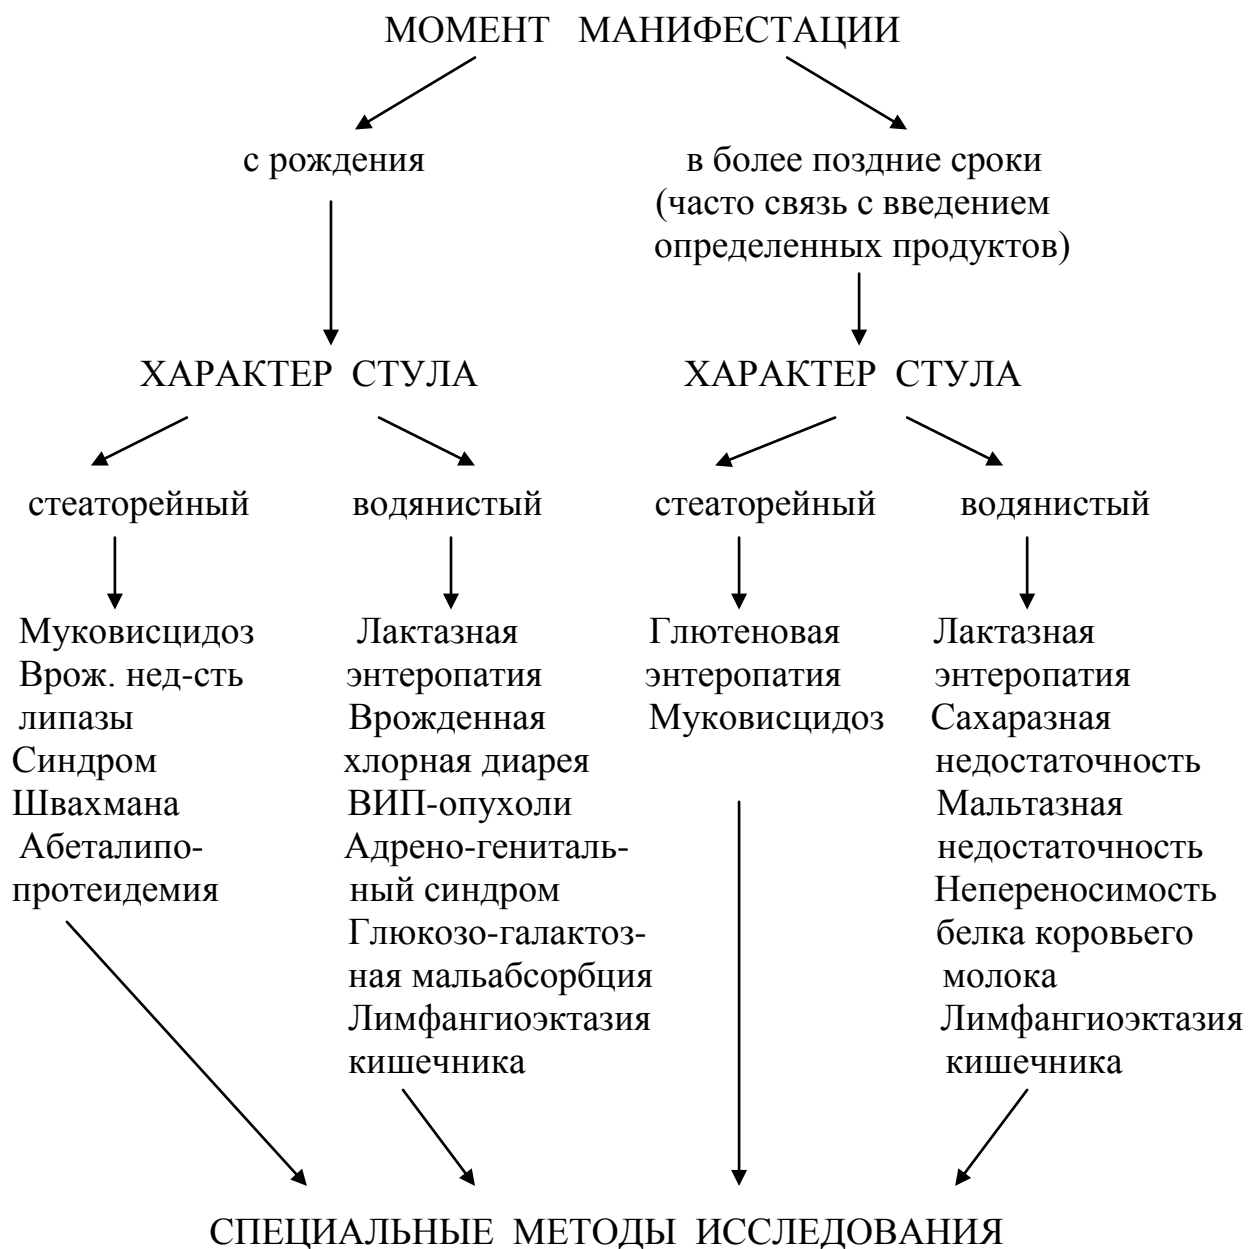 МОМЕНТ МАНИФЕСТАЦИИ
с рождения
в более поздние сроки
(часто связь с введением
определенных продуктов)
ХАРАКТЕР СТУЛА
ХАРАКТЕР СТУЛА
стеаторейный
водянистый
стеаторейный
водянистый
Муковисцидоз
Врож. нед-сть
липазы
Синдром
Швахмана
Абеталипо-
протеидемия
Лактазная
энтеропатия
Врожденная
хлорная диарея
ВИП-опухоли
Адрено-гениталь-
ный синдром
Глюкозо-галактоз-
ная мальабсорбция
Лимфангиоэктазия
кишечника
Глютеновая
энтеропатия
Муковисцидоз
Лактазная
энтеропатия
Сахаразная
недостаточность
Мальтазная
недостаточность
Непереносимость
белка коровьего
молока
Лимфангиоэктазия
кишечника
СПЕЦИАЛЬНЫЕ МЕТОДЫ ИССЛЕДОВАНИЯ